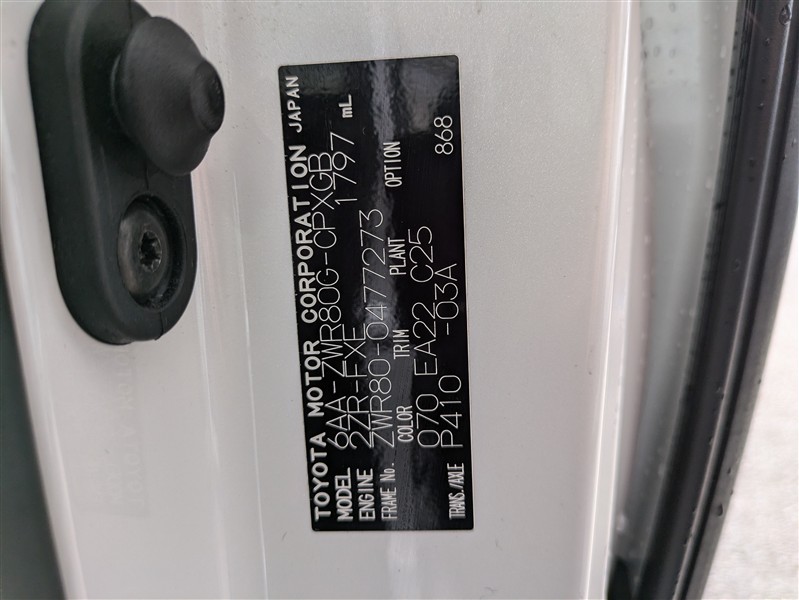 TOYOTA MOTOR CORPORATION JAPAN
MODEL 6AA-ZWR80G-CPXGB
ENGINE 2ZR-FXE 1797 mL
FRAME No. ZWR80-0477273
COLOR TRIM PLANT OPTION
070 EA22 C25 868
TRANS./AXLE P410 -03A